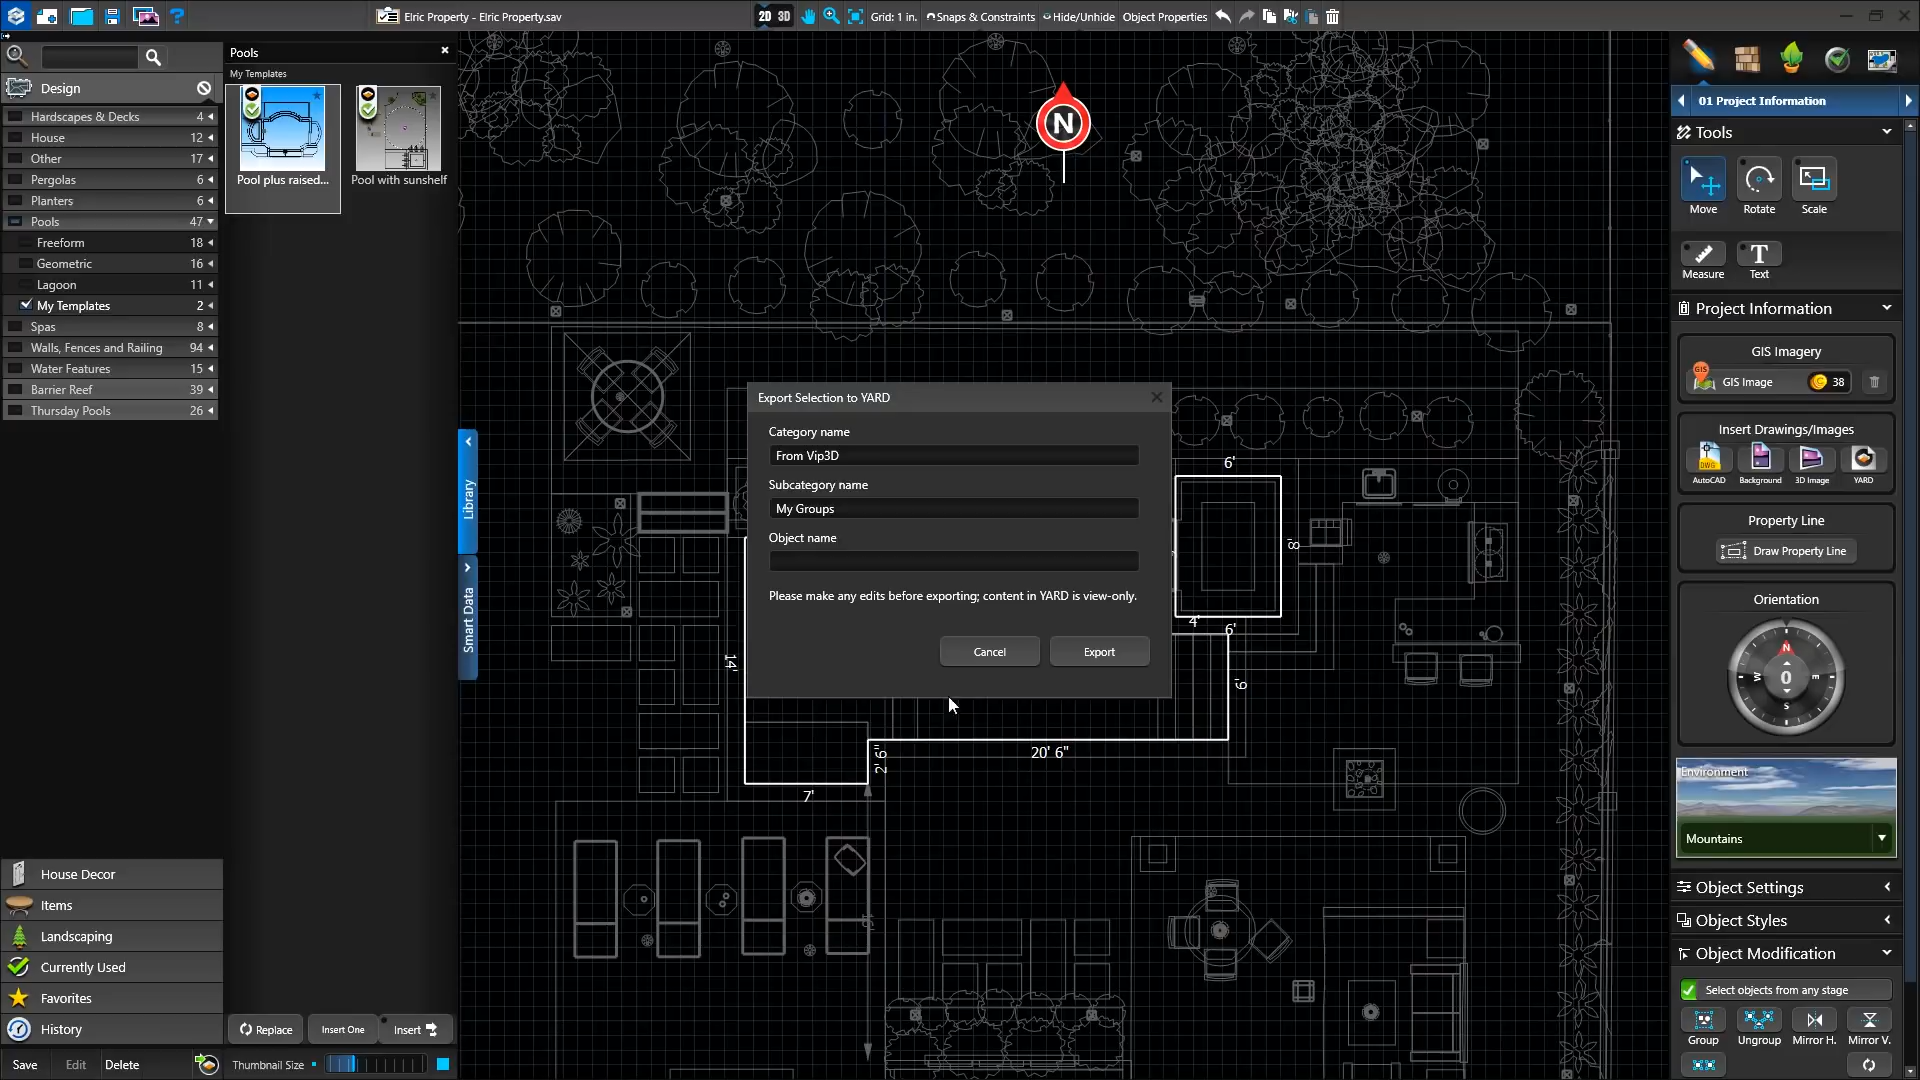 Elric Property - Elric Property.sav
2D 3D
Grid: 1 in.
Snaps & Constraints
Hide/Unhide
Object Properties
Design
Hardscapes & Decks 4
House 12
Other 17
Pergolas 6
Planters 6
Pools 47
Freeform 18
Geometric 16
Lagoon 11
My Templates 2
Spas 8
Walls, Fences and Railing 94
Water Features 15
Barrier Reef 39
Thursday Pools 26
House Decor
Items
Landscaping
Currently Used
Favorites
History
Save
Edit
Delete
Pools
My Templates
Pool plus raised...
Pool with sunshelf
Replace
Insert One
Insert
Thumbnail Size
Library
Smart Data
N
Export Selection to YARD
Category name
From Vip3D
Subcategory name
My Groups
Object name
Please make any edits before exporting; content in YARD is view-only.
Cancel
Export
6'
8'
4'
6'
14'
6'
20' 6"
2' 6"
7'
01 Project Information
Tools
Move
Rotate
Scale
Measure
Text
Project Information
GIS Imagery
GIS
GIS Image
38
Insert Drawings/Images
DWG
AutoCAD
Background
3D Image
YARD
Property Line
Draw Property Line
Orientation
N
W
0
E
S
Environment
Mountains
Object Settings
Object Styles
Object Modification
Select objects from any stage
Group
Ungroup
Mirror H.
Mirror V.